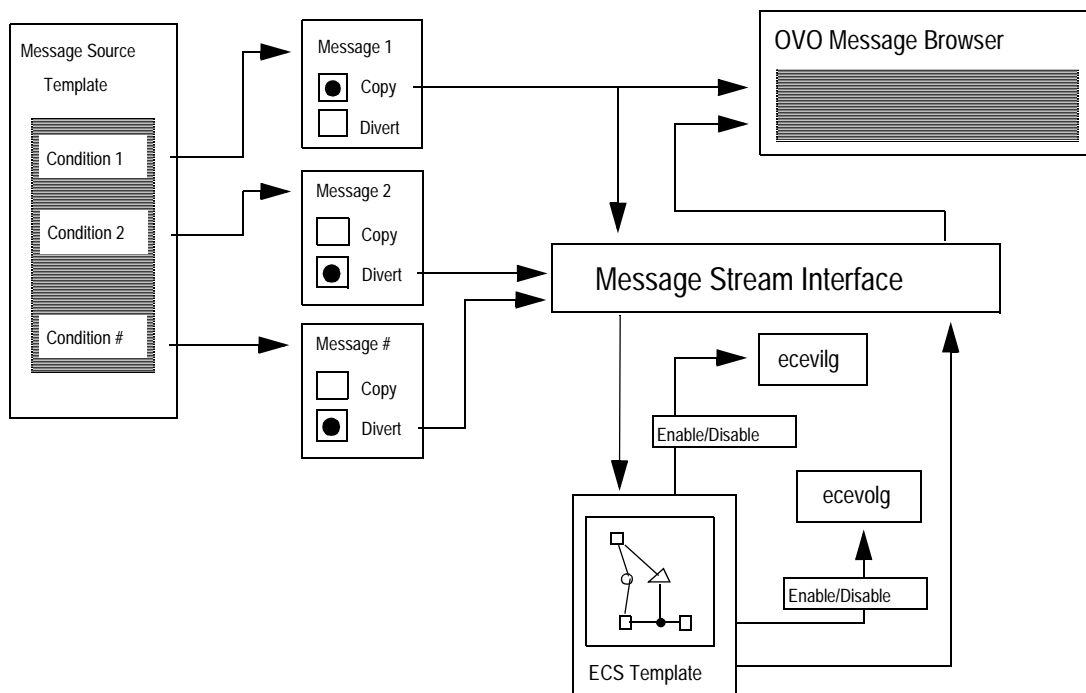 Message Source
Template
Condition 1
Condition 2
Condition #
Message 1
Copy
Divert
Message 2
Copy
Divert
Message #
Copy
Divert
OVO Message Browser
Message Stream Interface
ecevilg
Enable/Disable
ecevolg
Enable/Disable
ECS Template